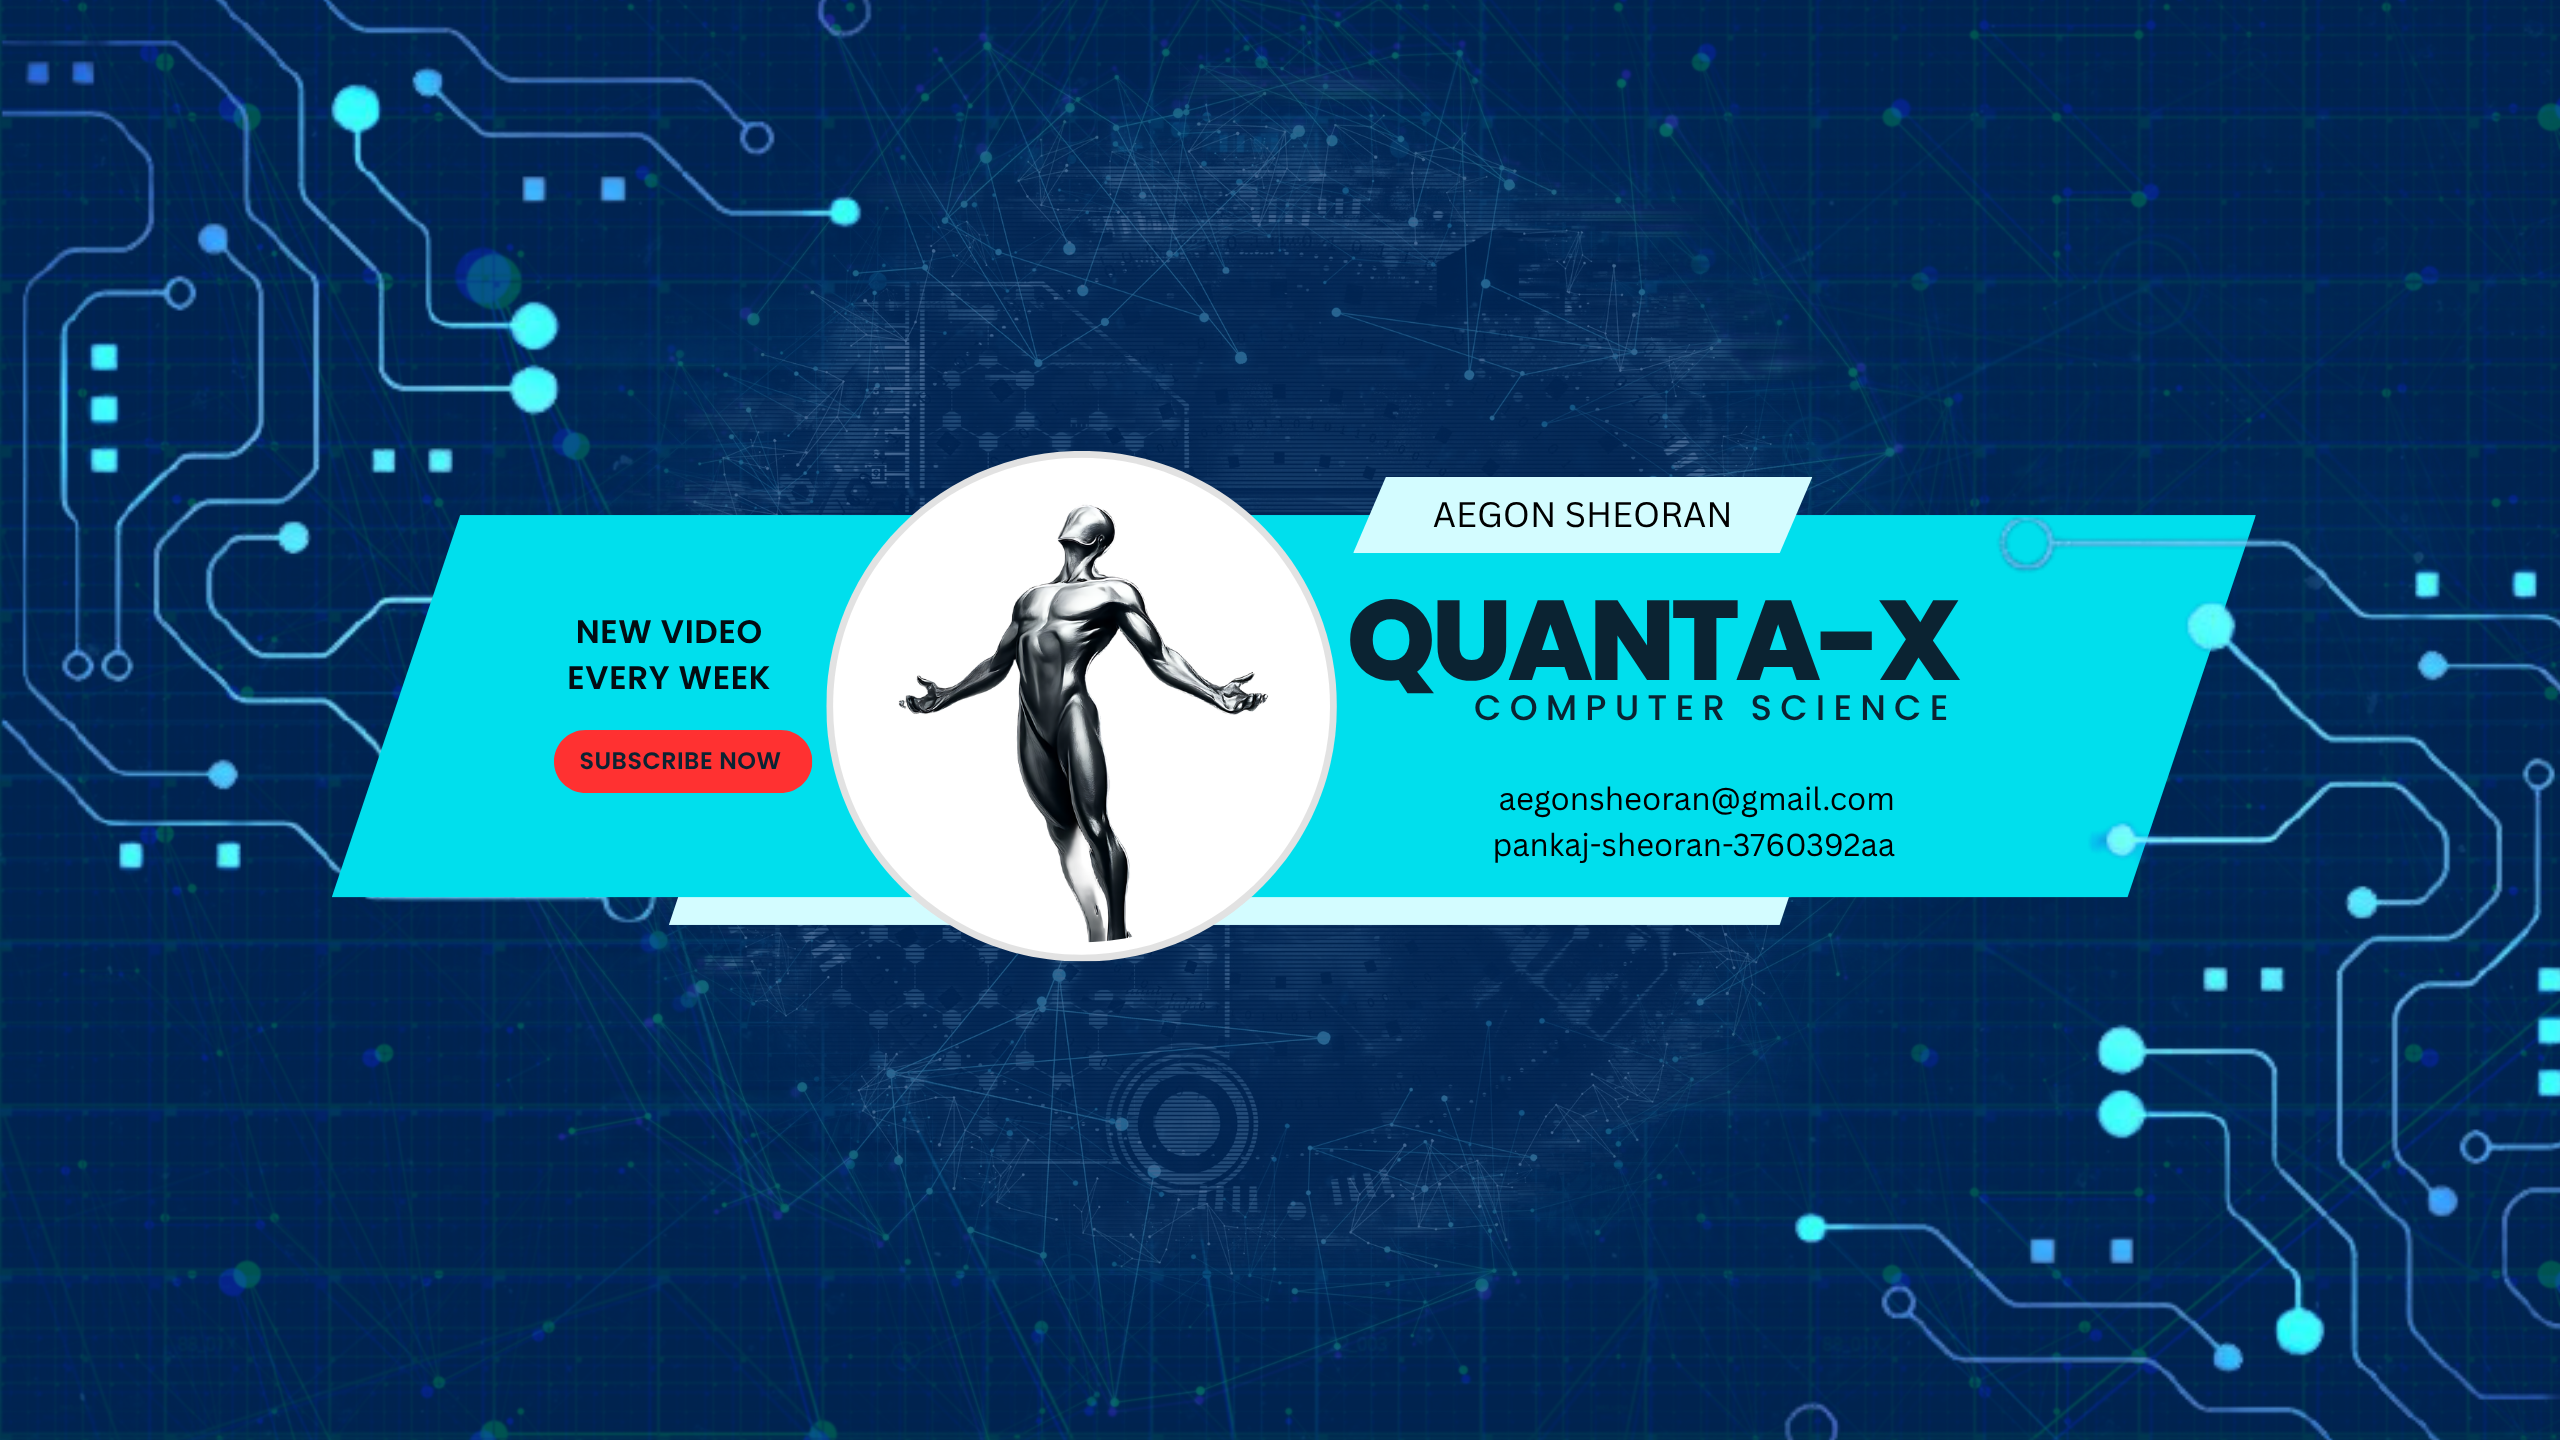 NEW VIDEO
EVERY WEEK
SUBSCRIBE NOW
AEGON SHEORAN
QUANTA-X
COMPUTER SCIENCE
aegonsheoran@gmail.com
pankaj-sheoran-3760392aa